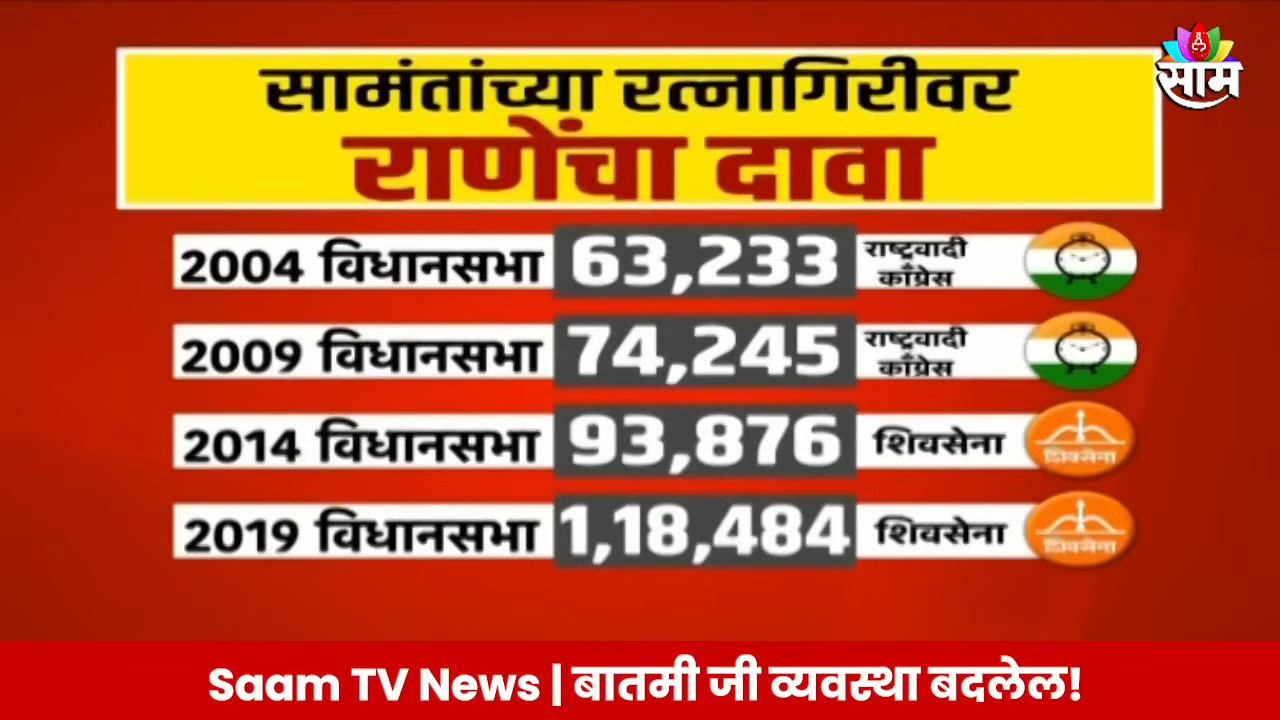 साम
सामंतांच्या रत्नागिरीवर
राणेंचा दावा
2004 विधानसभा 63,233 राष्ट्रवादी
काँग्रेस
2009 विधानसभा 74,245 राष्ट्रवादी
काँग्रेस
2014 विधानसभा 93,876 शिवसेना शिवसेना
2019 विधानसभा 1,18,484 शिवसेना शिवसेना
Saam TV News | बातमी जी व्यवस्था बदलेल!